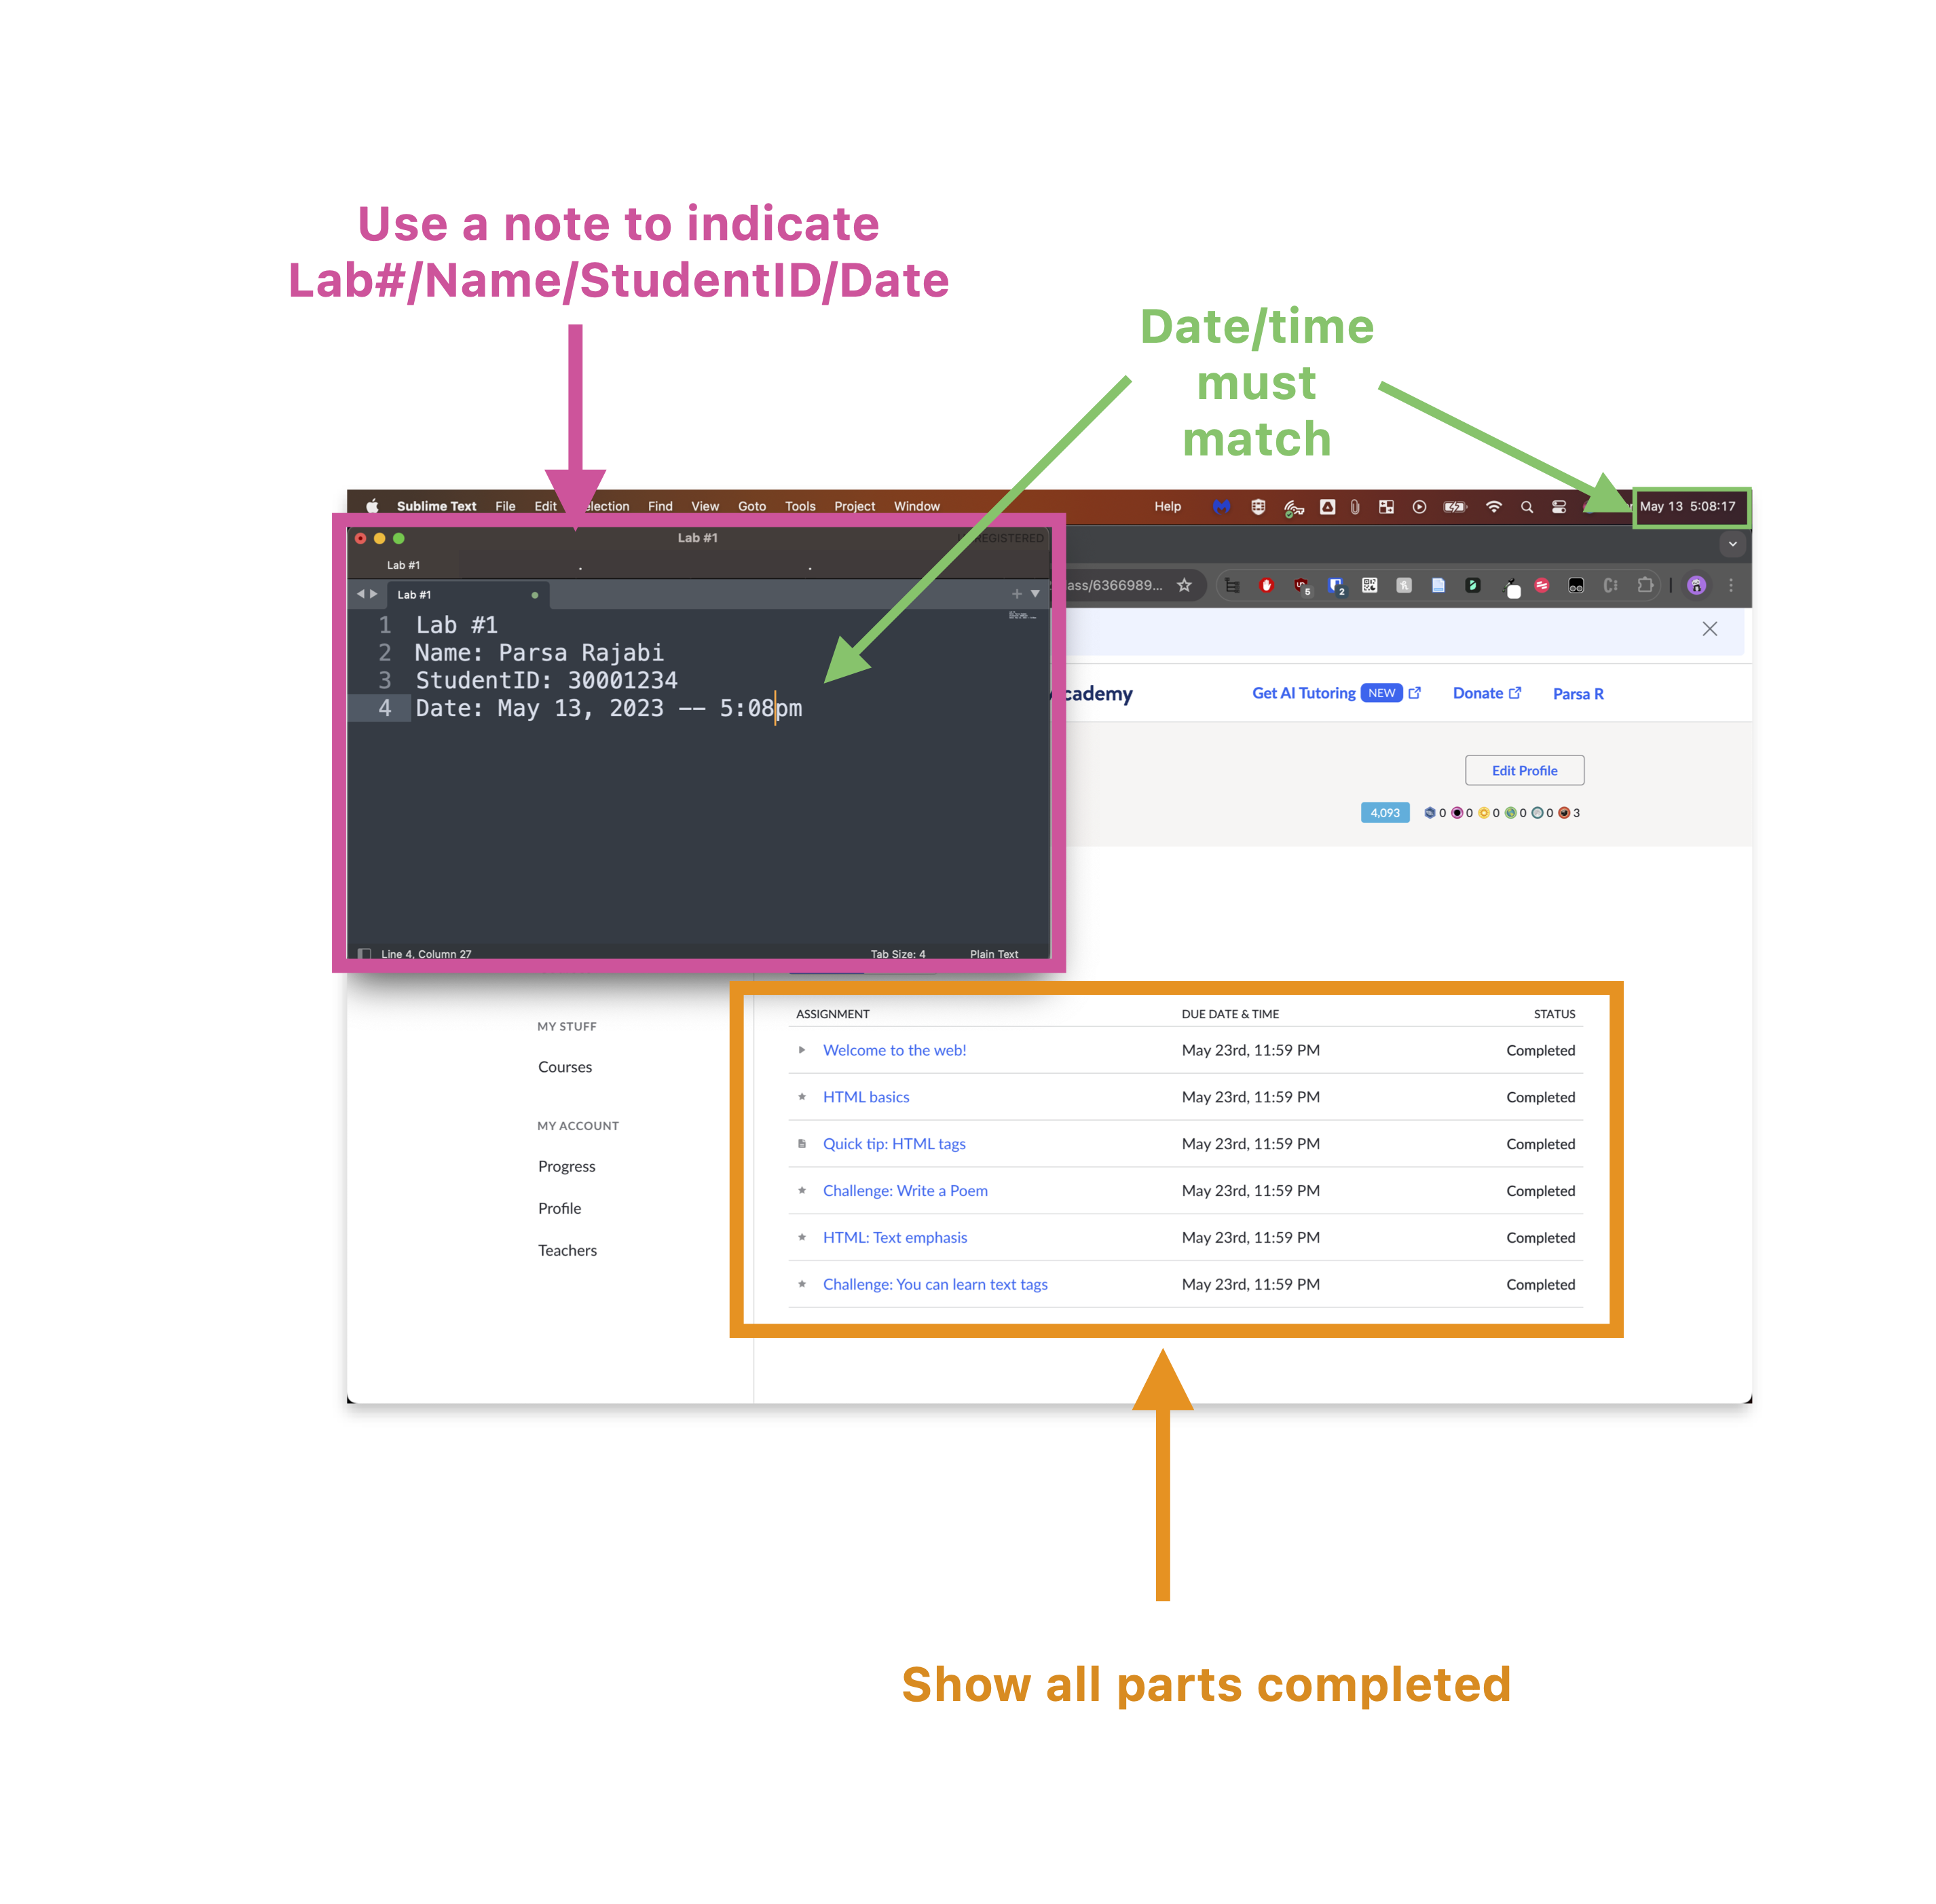 Use a note to indicate
Lab#/Name/StudentID/Date
Date/time
must
match
Sublime Text File Edit election Find View Goto Tools Project Window Help May 13 5:08:17
Lab #1 REGISTERED
Lab #1
Lab #1
1 Lab #1
2 Name: Parsa Rajabi
3 StudentID: 30001234
4 Date: May 13, 2023 -- 5:08pm
Line 4, Column 27 Tab Size: 4 Plain Text
ass/6366989... 5 2
cademy Get AI Tutoring NEW Donate Parsa R
Edit Profile
4,093 0 0 0 0 0 3
MY STUFF
Courses
MY ACCOUNT
Progress
Profile
Teachers
ASSIGNMENT DUE DATE & TIME STATUS
Welcome to the web! May 23rd, 11:59 PM Completed
HTML basics May 23rd, 11:59 PM Completed
Quick tip: HTML tags May 23rd, 11:59 PM Completed
Challenge: Write a Poem May 23rd, 11:59 PM Completed
HTML: Text emphasis May 23rd, 11:59 PM Completed
Challenge: You can learn text tags May 23rd, 11:59 PM Completed
Show all parts completed